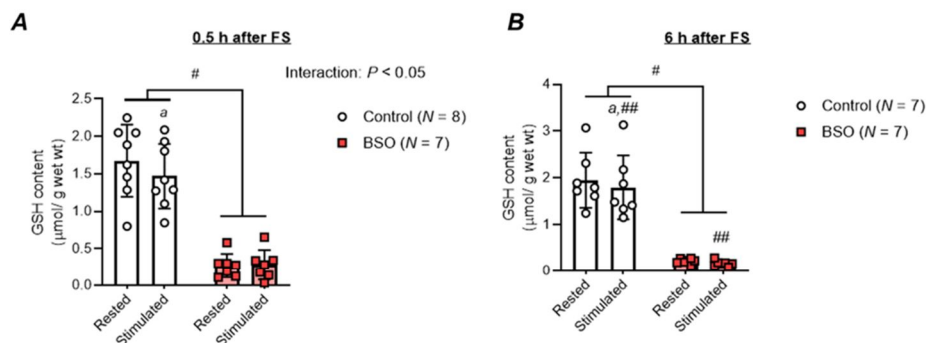 A
0.5 h after FS
#
Interaction: P < 0.05
2.5
2.0
1.5
1.0
0.5
0.0
GSH content
(μmol/ g wet wt)
a
Control (N = 8)
BSO (N = 7)
Rested
Stimulated
Rested
Stimulated
B
6 h after FS
#
4
3
2
1
0
GSH content
(μmol/ g wet wt)
a,##
##
Control (N = 7)
BSO (N = 7)
Rested
Stimulated
Rested
Stimulated